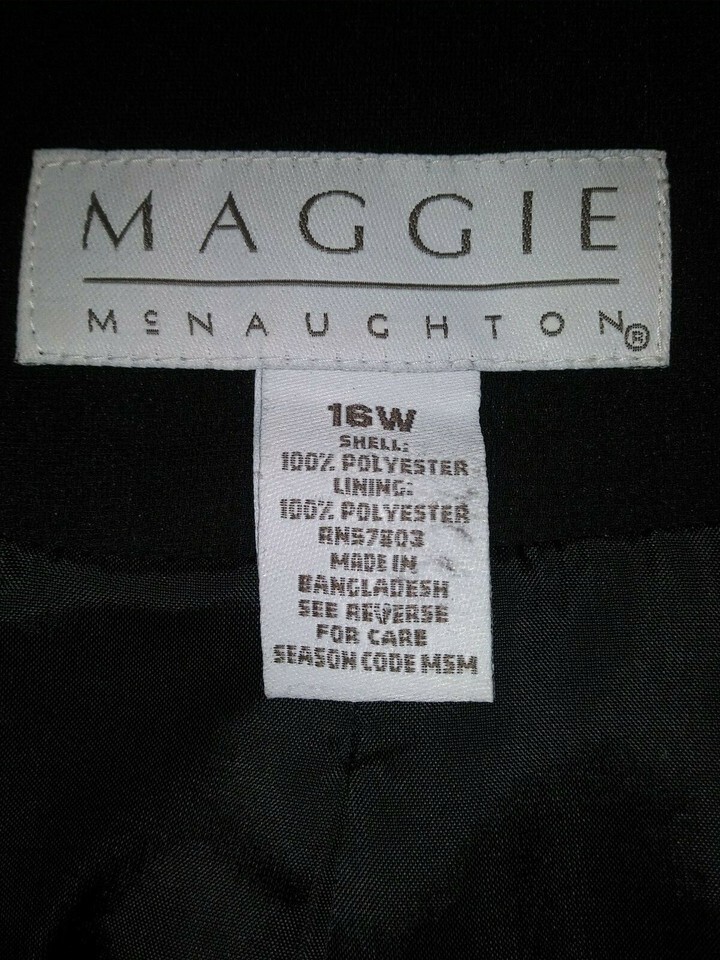 MAGGIE
McNAUGHTON®
16W
SHELL:
100% POLYESTER
LINING:
100% POLYESTER
RN57803
MADE IN
BANGLADESH
SEE REVERSE
FOR CARE
SEASON CODE MSM